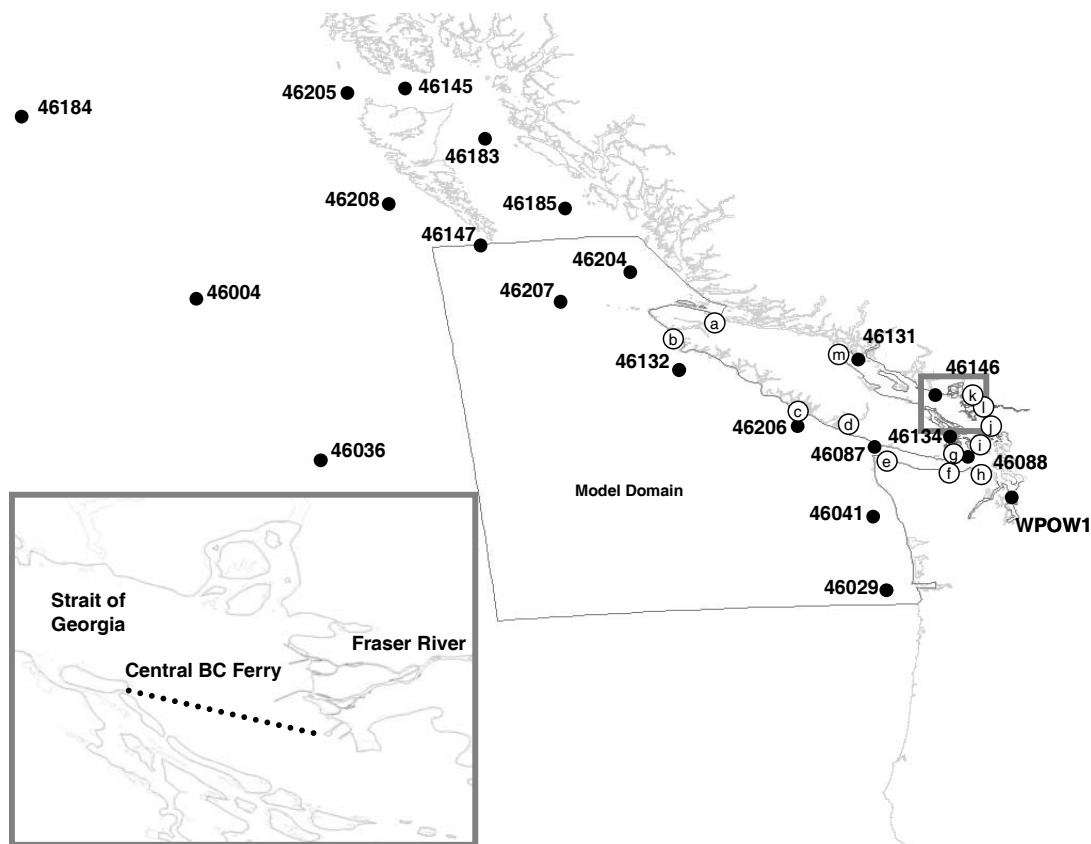 46184
46205
46145
46183
46208
46185
46147
46204
46004
46207
a
b
m
46131
46132
46146
k
l
c
d
46206
j
46134
i
46087
g
46088
e
f
h
46036
Model Domain
WPOW1
46041
46029
Strait of
Georgia
Fraser River
Central BC Ferry